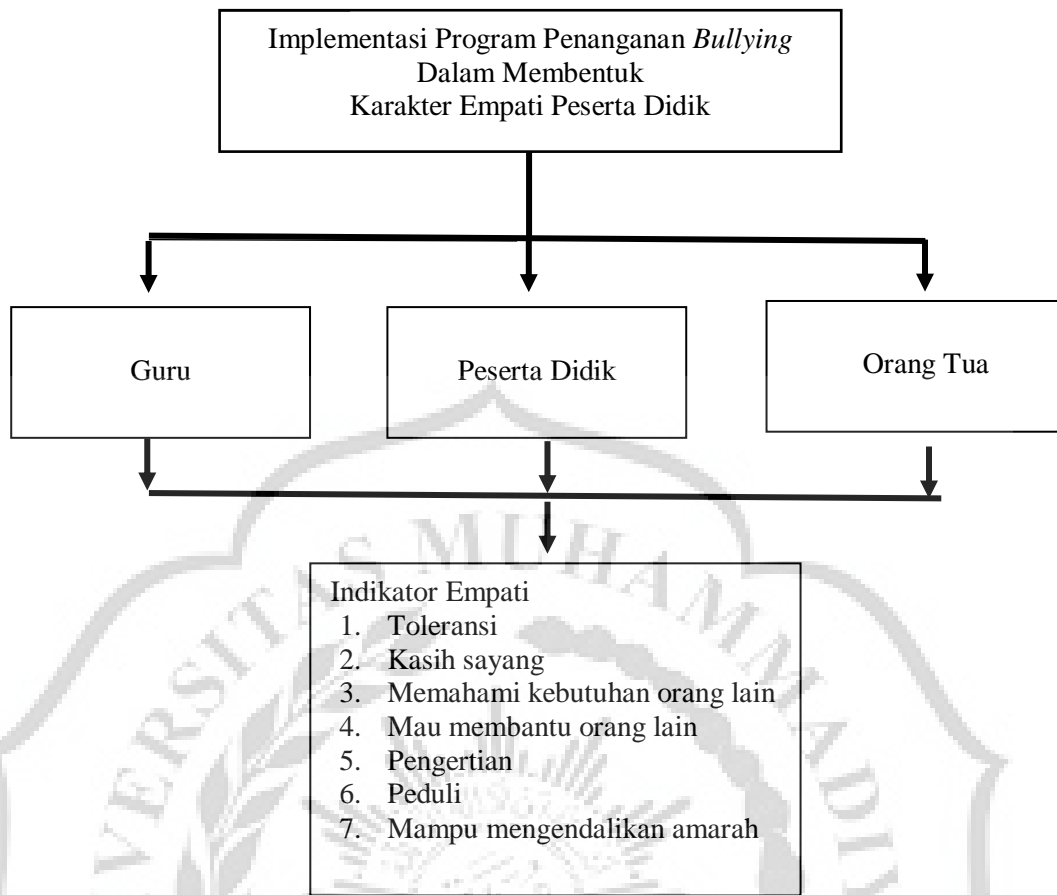 Implementasi Program Penanganan Bullying
Dalam Membentuk
Karakter Empati Peserta Didik
Guru
Peserta Didik
Orang Tua
Indikator Empati
1. Toleransi
2. Kasih sayang
3. Memahami kebutuhan orang lain
4. Mau membantu orang lain
5. Pengertian
6. Peduli
7. Mampu mengendalikan amarah
VERSITAS MUHAMMADIY